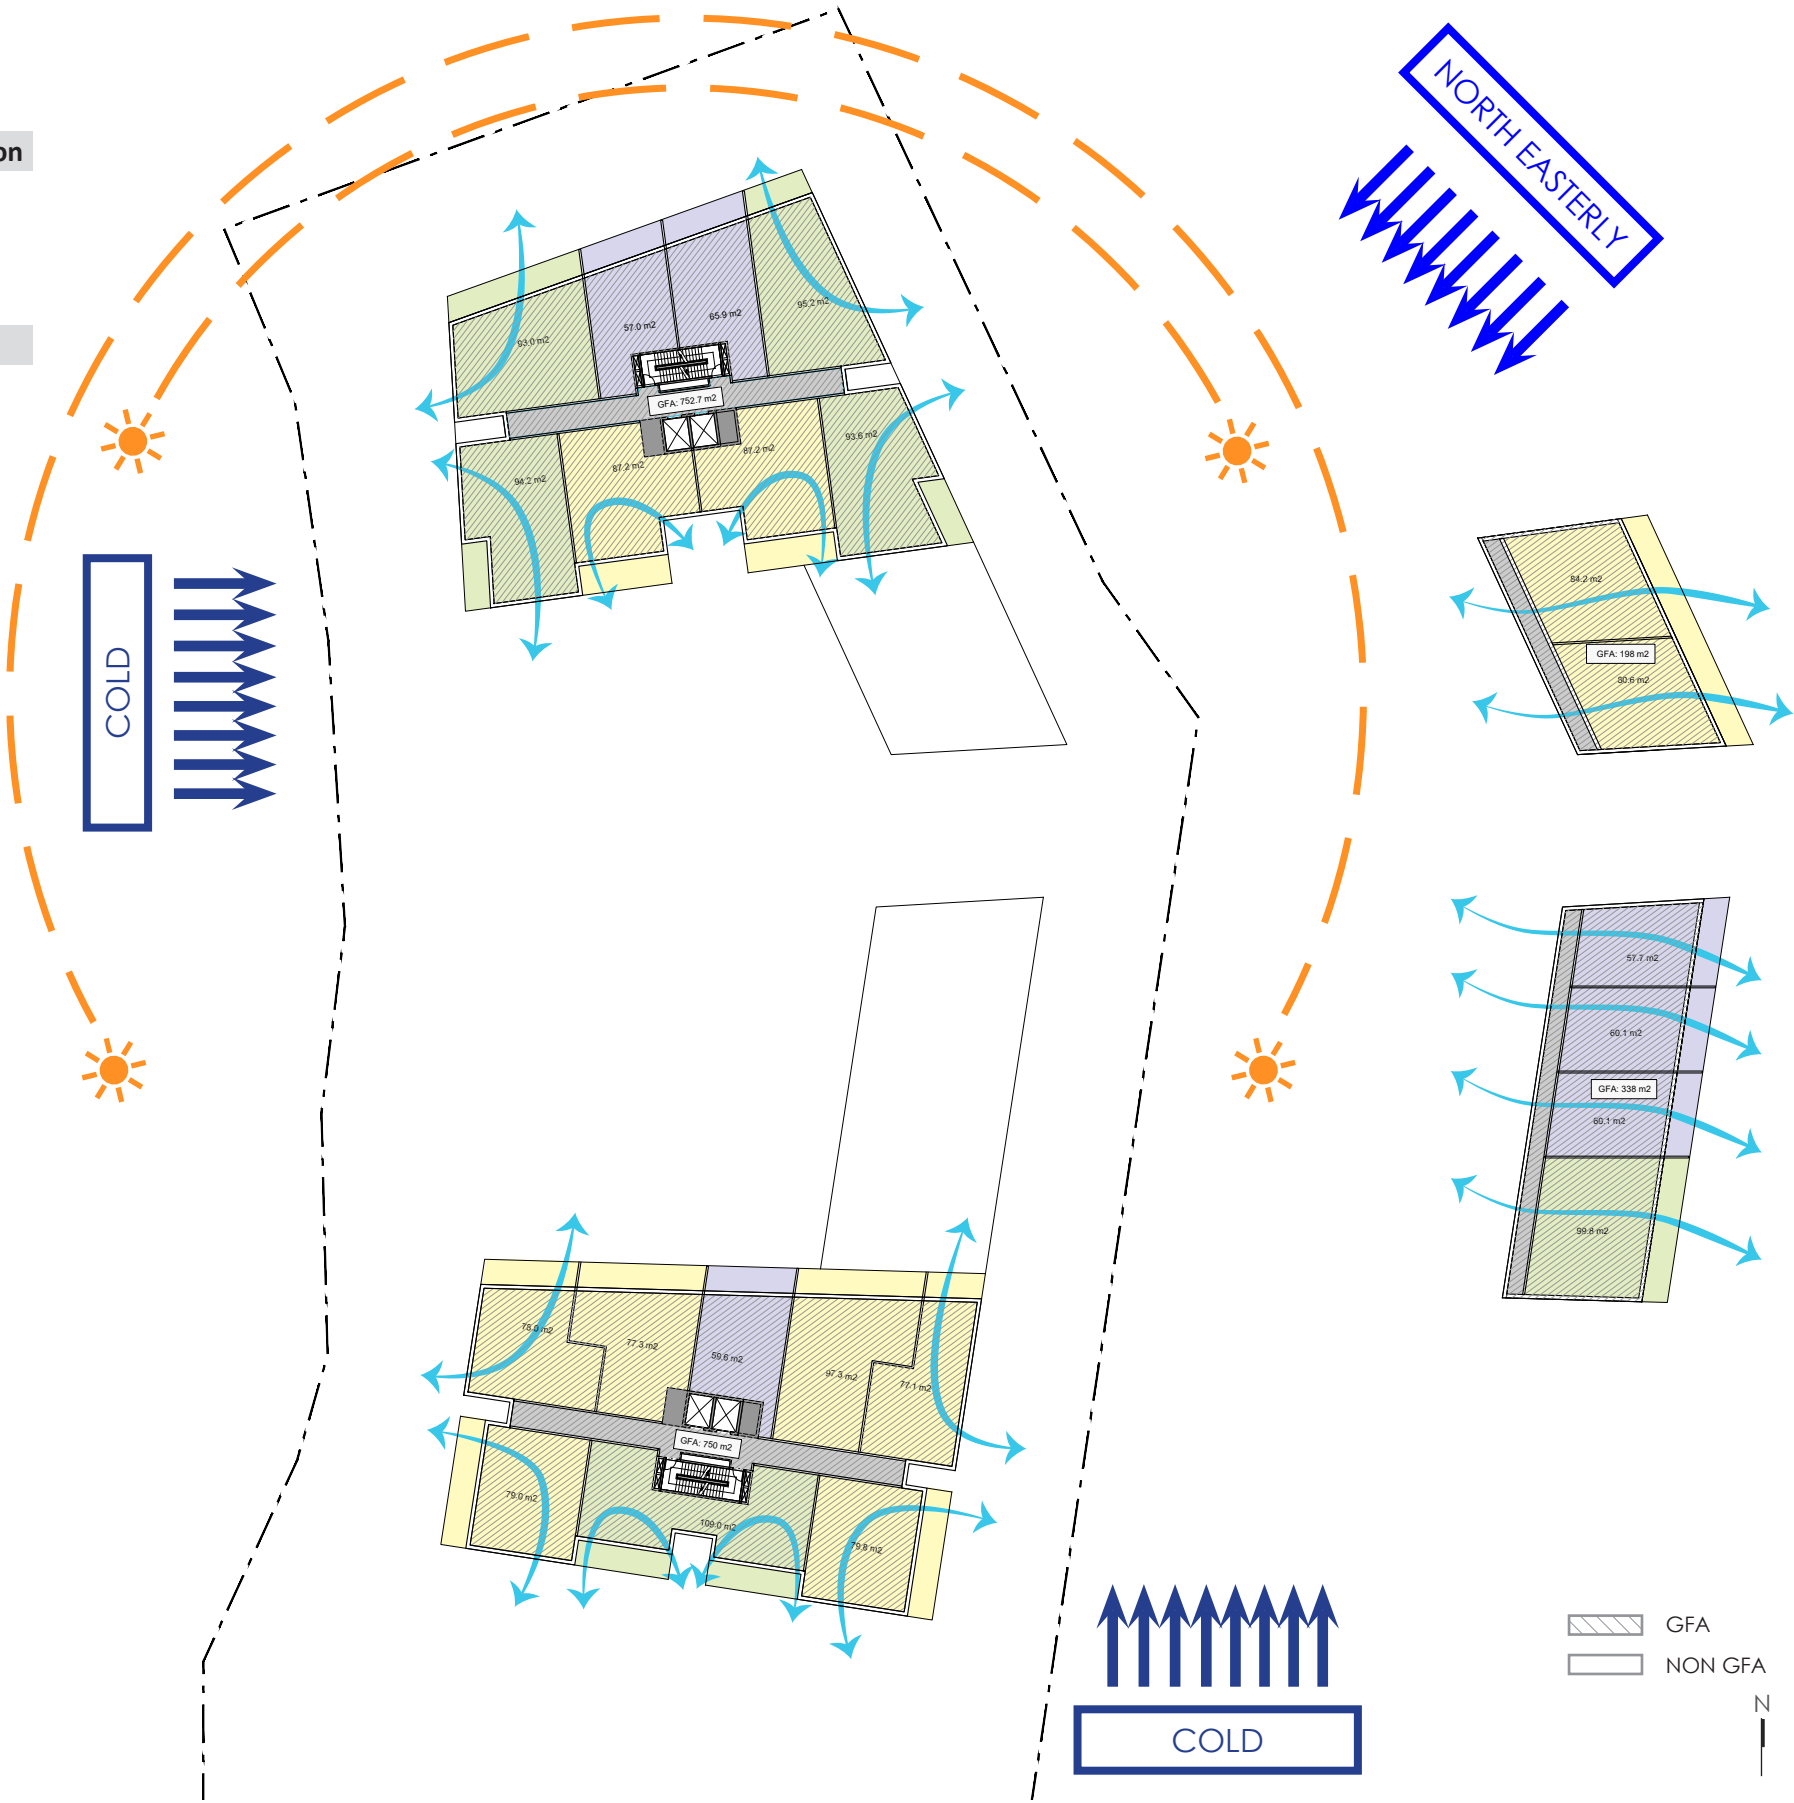 on
NORTH EASTERLY
95.2 m2
65.9 m2
57.0 m2
93.0 m2
GFA: 752.7 m2
93.6 m2
87.2 m2
87.2 m2
94.2 m2
84.2 m2
GFA: 198 m2
80.6 m2
COLD
57.7 m2
60.1 m2
GFA: 338 m2
60.1 m2
99.8 m2
77.3 m2
59.6 m2
97.3 m2
77.1 m2
GFA: 750 m2
79.0 m2
109.0 m2
79.8 m2
GFA
NON GFA
N
COLD